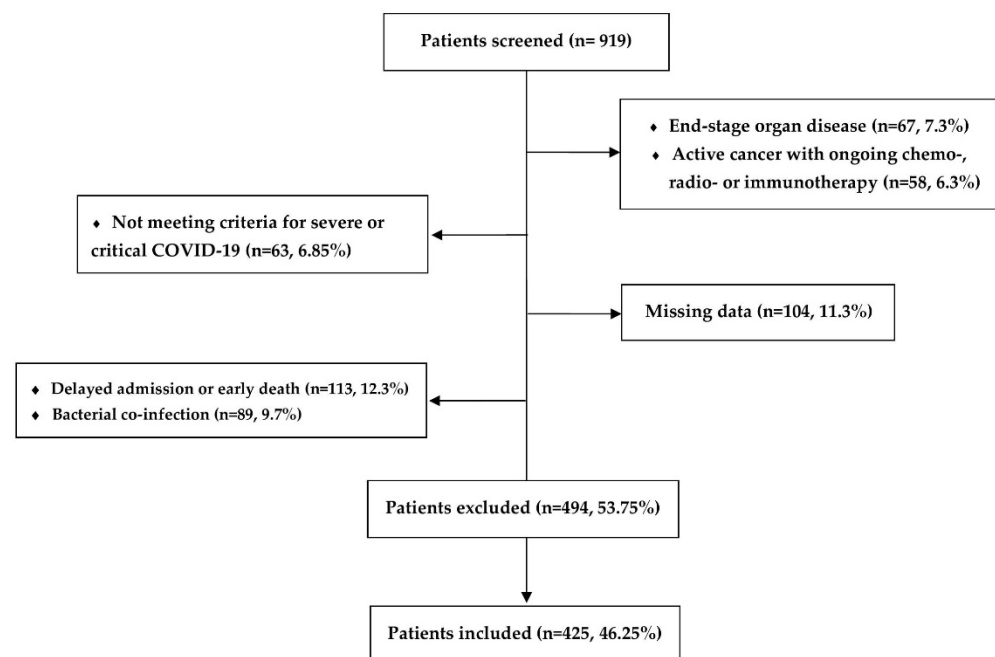 Patients screened (n= 919)
♦ End-stage organ disease (n=67, 7.3%)
♦ Active cancer with ongoing chemo-,
radio- or immunotherapy (n=58, 6.3%)
♦ Not meeting criteria for severe or
critical COVID-19 (n=63, 6.85%)
Missing data (n=104, 11.3%)
♦ Delayed admission or early death (n=113, 12.3%)
♦ Bacterial co-infection (n=89, 9.7%)
Patients excluded (n=494, 53.75%)
Patients included (n=425, 46.25%)